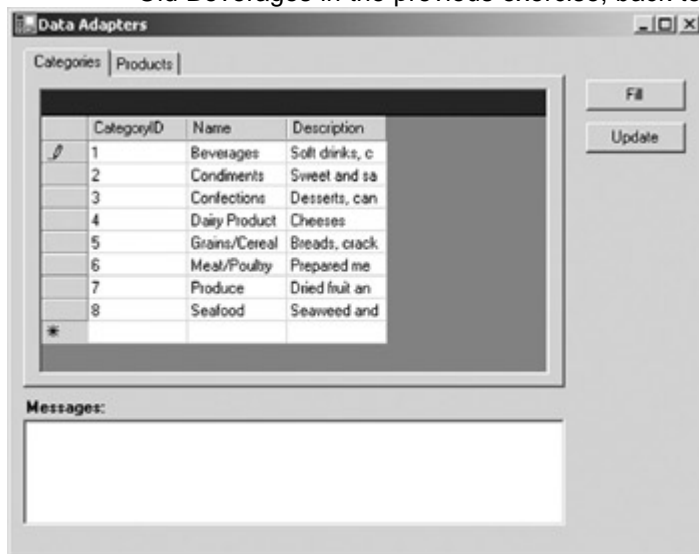 Old Beverages in the previous exercise, back to
Data Adapters
Categories Products
Fill
Update
CategoryID Name Description
1 Beverages Soft drinks, c
2 Condiments Sweet and sa
3 Confections Desserts, can
4 Dairy Product Cheeses
5 Grains/Cereal Breads, crack
6 Meat/Poultry Prepared me
7 Produce Dried fruit an
8 Seafood Seaweed and
Messages: